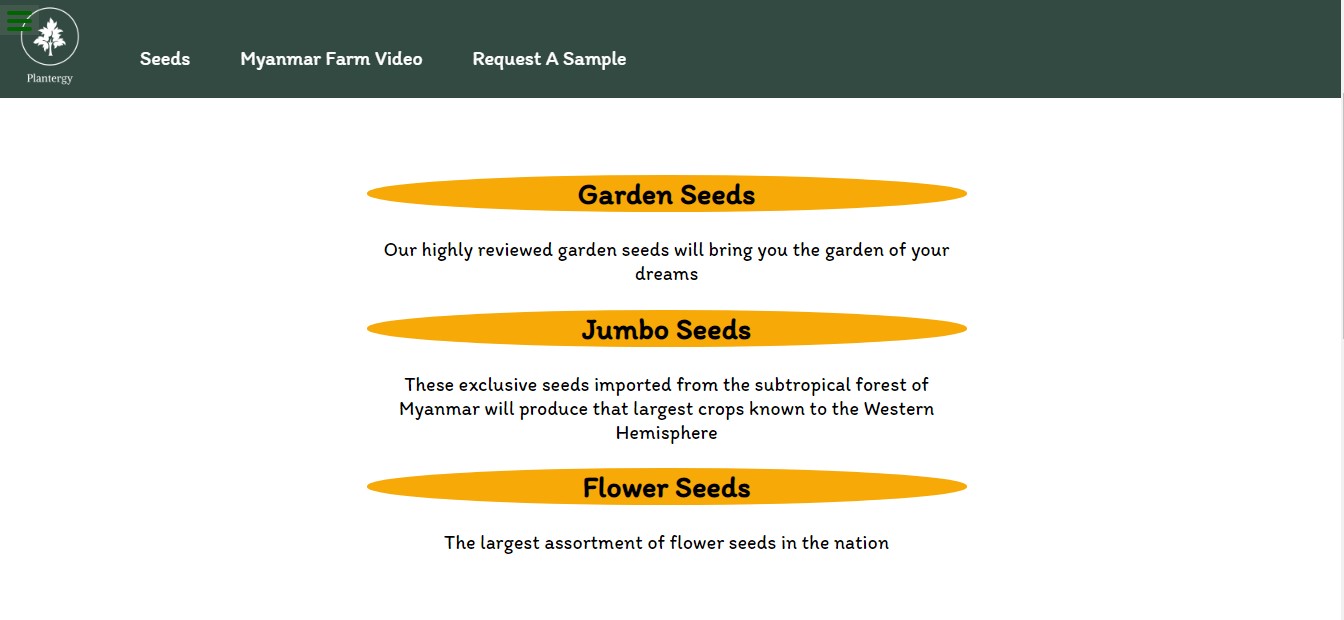 Plantergy
Seeds
Myanmar Farm Video
Request A Sample
Garden Seeds
Our highly reviewed garden seeds will bring you the garden of your
dreams
Jumbo Seeds
These exclusive seeds imported from the subtropical forest of
Myanmar will produce that largest crops known to the Western
Hemisphere
Flower Seeds
The largest assortment of flower seeds in the nation